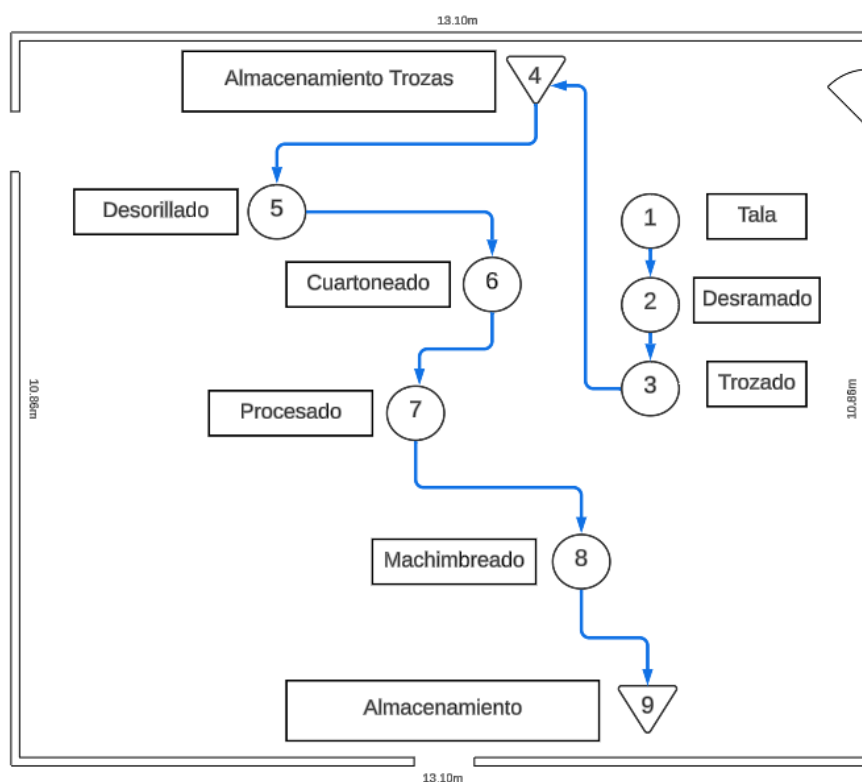 13.10m
Almacenamiento Trozas
4
Desorillado
5
1
Tala
Cuartoneado
6
2
Desramado
10.86m
Procesado
7
3
Trozado
10.86m
Machimbreado
8
Almacenamiento
9
13.10m